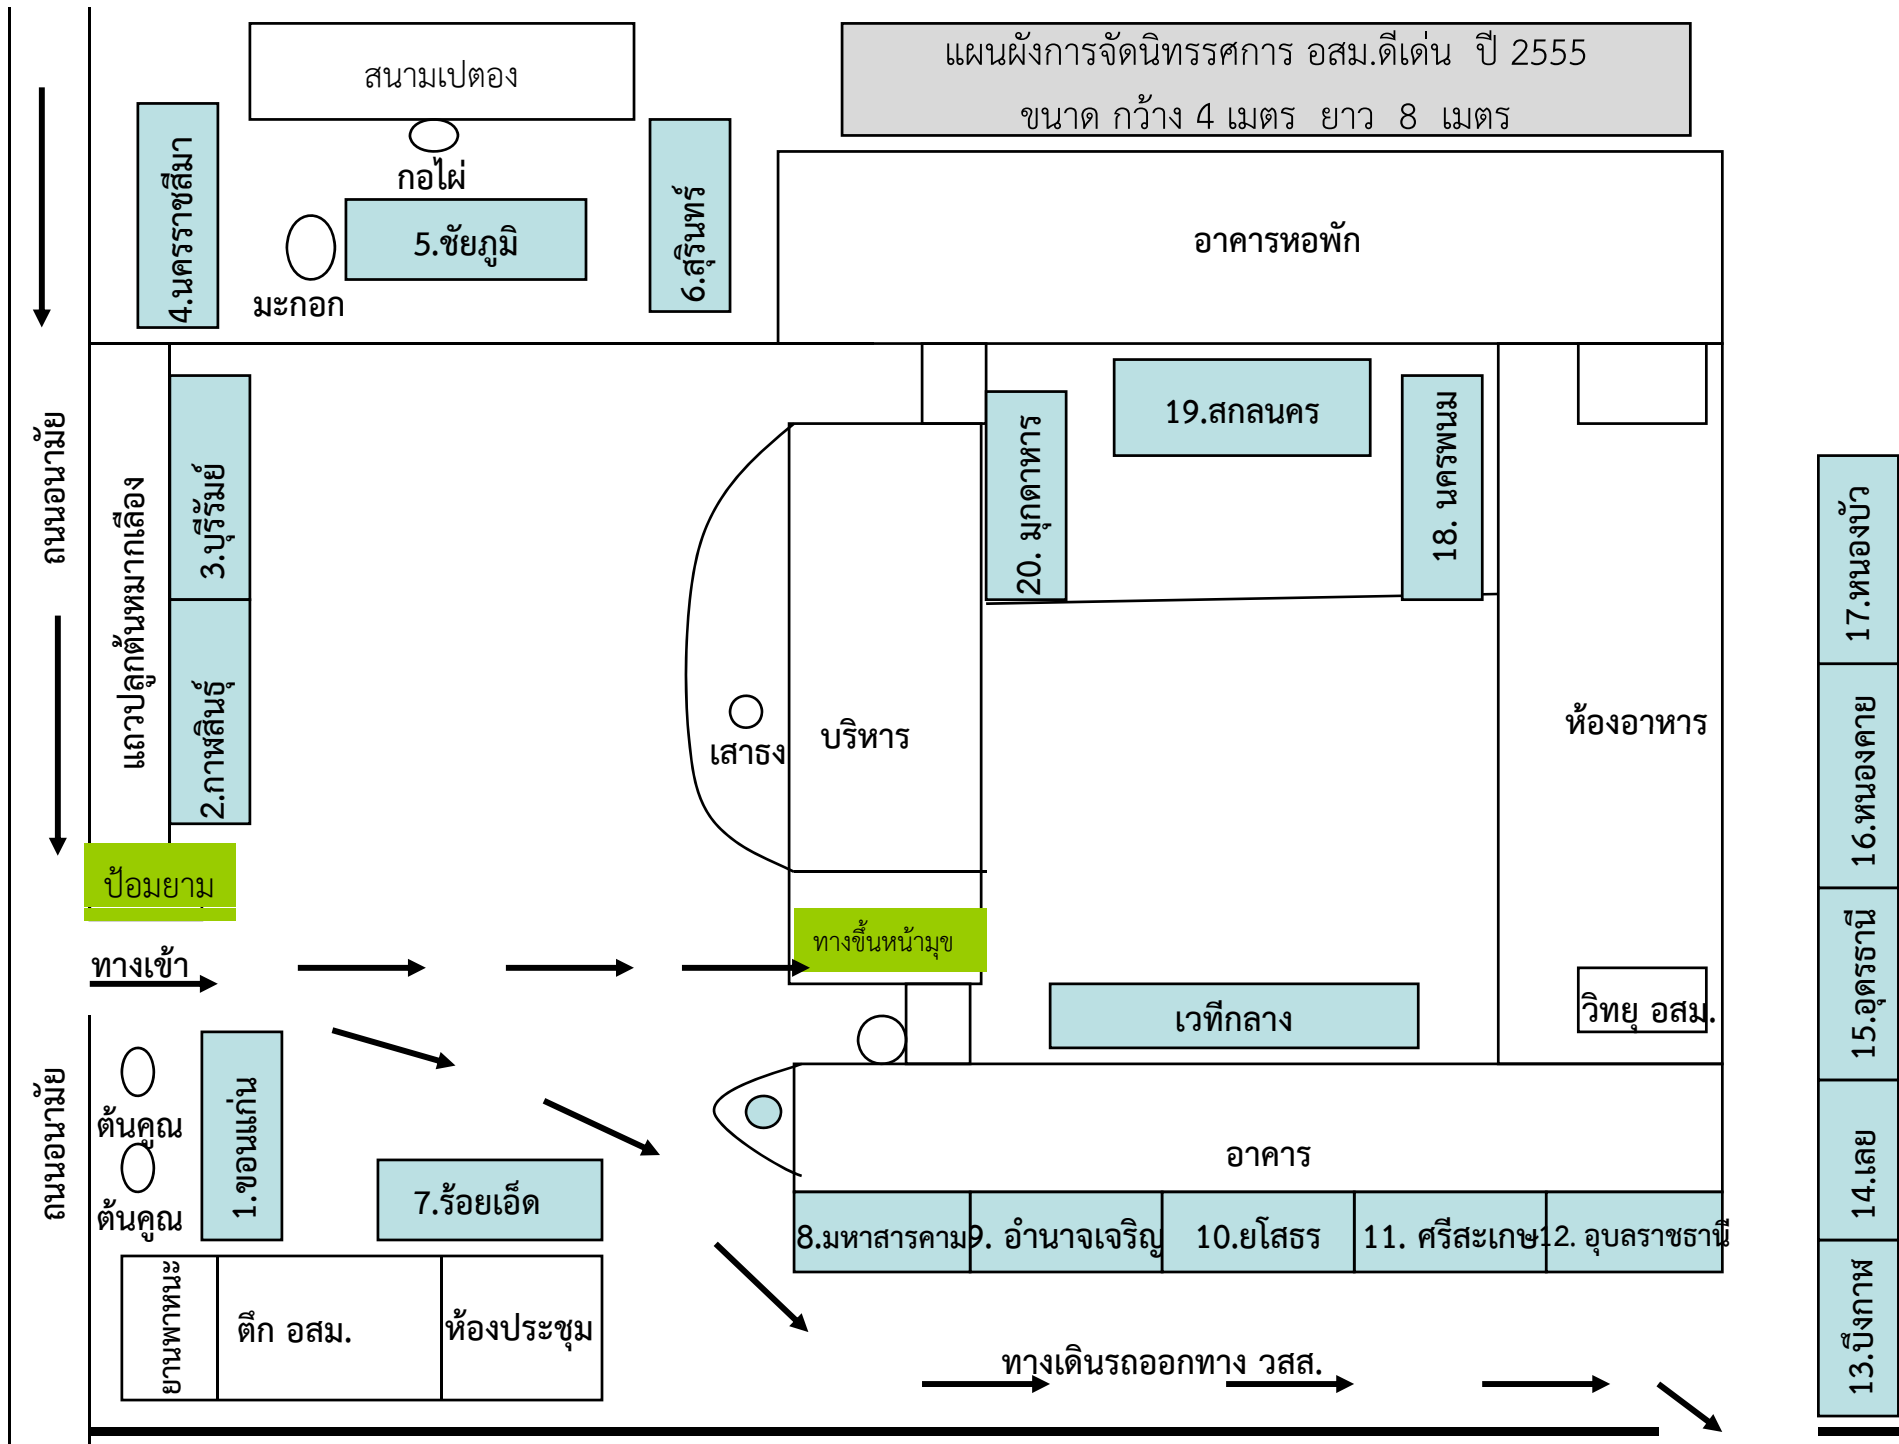 แผนผังการจัดนิทรรศการ อสม.ดีเด่น ปี 2555
ขนาด กว้าง 4 เมตร ยาว 8 เมตร
สนามเปตอง
กอไผ่
4.นครราชสีมา
5.ชัยภูมิ
6.สุรินทร์
มะกอก
อาคารหอพัก
ถนนอนามัย
แถวปลูกต้นหมากเลือง
3.บุรีรัมย์
2.กาฬสินธุ์
20. มุกดาหาร
19.สกลนคร
18. นครพนม
17.หนองบัว
16.หนองคาย
15.อุดรธานี
14.เลย
13.บึงกาฬ
เสาธง
บริหาร
ห้องอาหาร
ป้อมยาม
ทางขึ้นหน้ามุข
ทางเข้า
เวทีกลาง
วิทยุ อสม.
ถนนอนามัย
ต้นคูณ
ต้นคูณ
1.ขอนแก่น
7.ร้อยเอ็ด
อาคาร
8.มหาสารคาม
9. อำนาจเจริญ
10.ยโสธร
11. ศรีสะเกษ
12. อุบลราชธานี
ยานพาหนะ
ตึก อสม.
ห้องประชุม
ทางเดินรถออกทาง วสส.